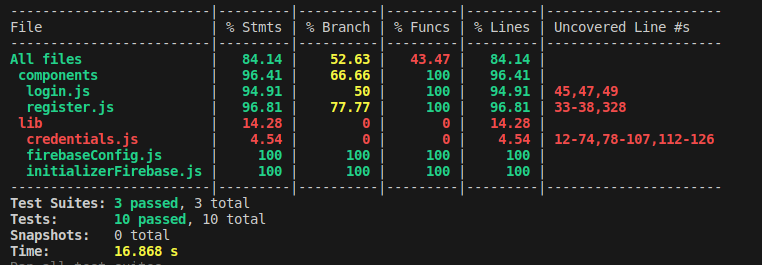 --------------------------|---------|----------|---------|---------|----------------------
File                      | % Stmts | % Branch | % Funcs | % Lines | Uncovered Line #s
--------------------------|---------|----------|---------|---------|----------------------
All files                 |   84.14 |    52.63 |   43.47 |   84.14 |
 components               |   96.41 |    66.66 |     100 |   96.41 |
  login.js                |   94.91 |       50 |     100 |   94.91 | 45,47,49
  register.js             |   96.81 |    77.77 |     100 |   96.81 | 33-38,328
 lib                      |   14.28 |        0 |       0 |   14.28 |
  credentials.js          |    4.54 |        0 |       0 |    4.54 | 12-74,78-107,112-126
  firebaseConfig.js       |     100 |      100 |     100 |     100 |
  initializerFirebase.js  |     100 |      100 |     100 |     100 |
--------------------------|---------|----------|---------|---------|----------------------
Test Suites: 3 passed, 3 total
Tests:       10 passed, 10 total
Snapshots:   0 total
Time:        16.868 s
Ran all test suites